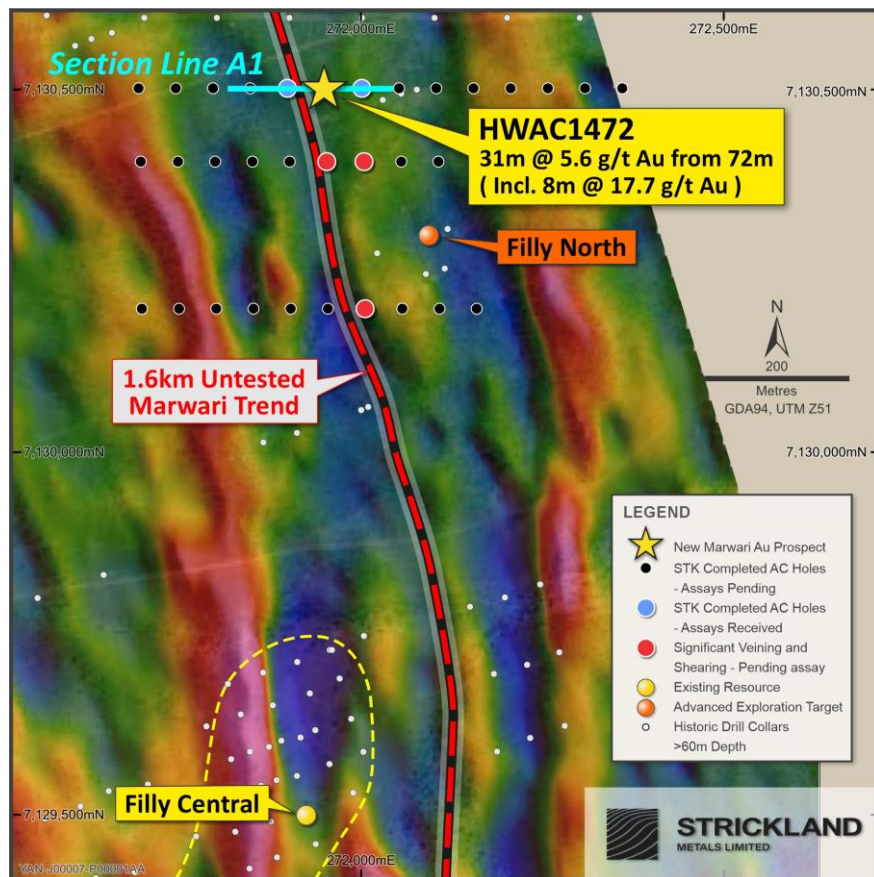 272,000mE
272,500mE
Section Line A1
7,130,500mN
7,130,500mN
HWAC1472
31m @ 5.6 g/t Au from 72m
( Incl. 8m @ 17.7 g/t Au )
Filly North
N
200
Metres
GDA94, UTM Z51
1.6km Untested
Marwari Trend
7,130,000mN
7,130,000mN
LEGEND
New Marwari Au Prospect
STK Completed AC Holes
- Assays Pending
STK Completed AC Holes
- Assays Received
Significant Veining and
Shearing - Pending assay
Existing Resource
Advanced Exploration Target
Historic Drill Collars
>60m Depth
Filly Central
7,129,500mN
STRICKLAND
METALS LIMITED
272,000mE
YAN-J00007-P00001AA